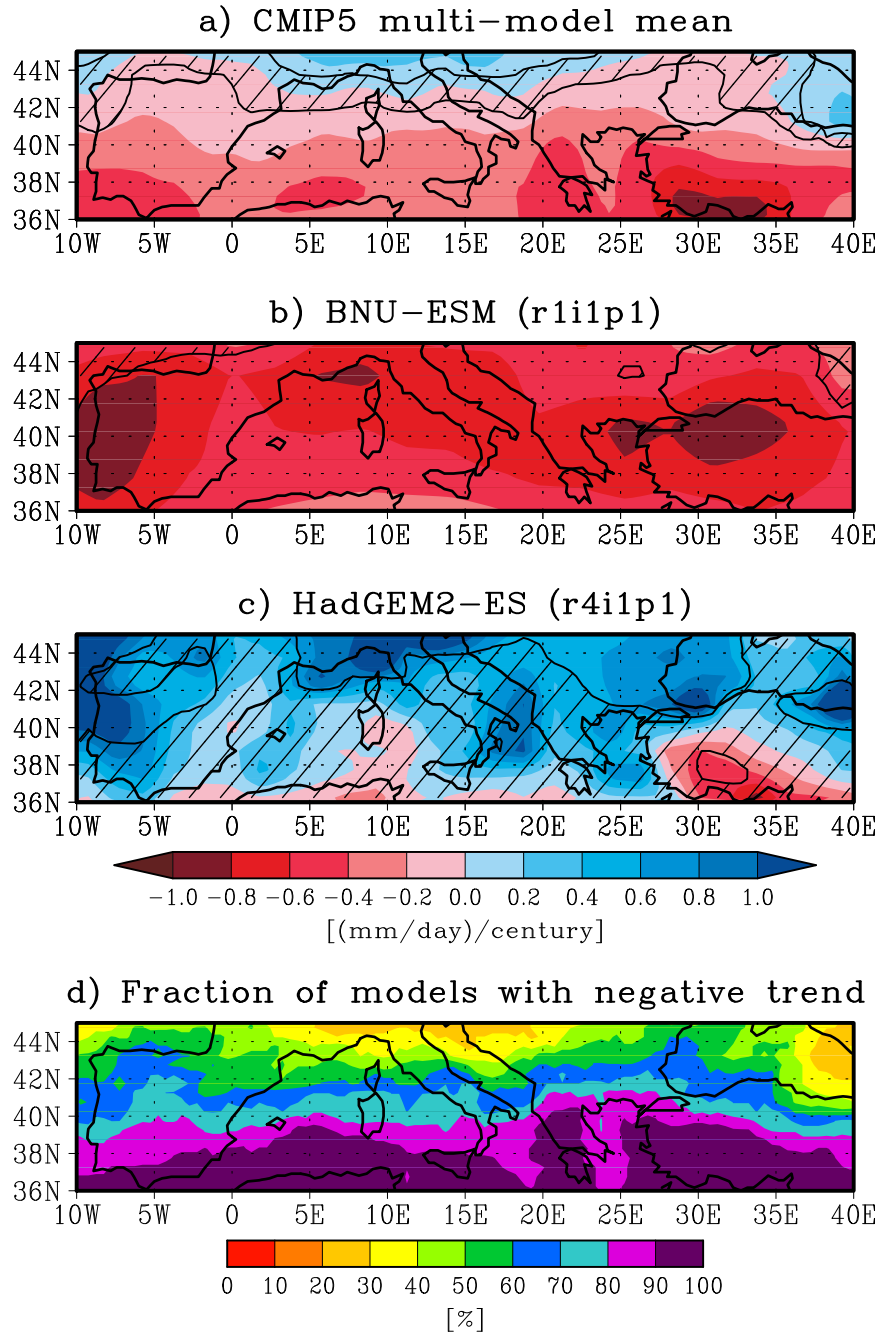 a) CMIP5 multi-model mean
44N
42N
40N
38N
36N
10W 5W 0 5E 10E 15E 20E 25E 30E 35E 40E
b) BNU-ESM (r1i1p1)
44N
42N
40N
38N
36N
10W 5W 0 5E 10E 15E 20E 25E 30E 35E 40E
c) HadGEM2-ES (r4i1p1)
44N
42N
40N
38N
36N
10W 5W 0 5E 10E 15E 20E 25E 30E 35E 40E
-1.0 -0.8 -0.6 -0.4 -0.2 0.0 0.2 0.4 0.6 0.8 1.0
[(mm/day)/century]
d) Fraction of models with negative trend
44N
42N
40N
38N
36N
10W 5W 0 5E 10E 15E 20E 25E 30E 35E 40E
0 10 20 30 40 50 60 70 80 90 100
[%]